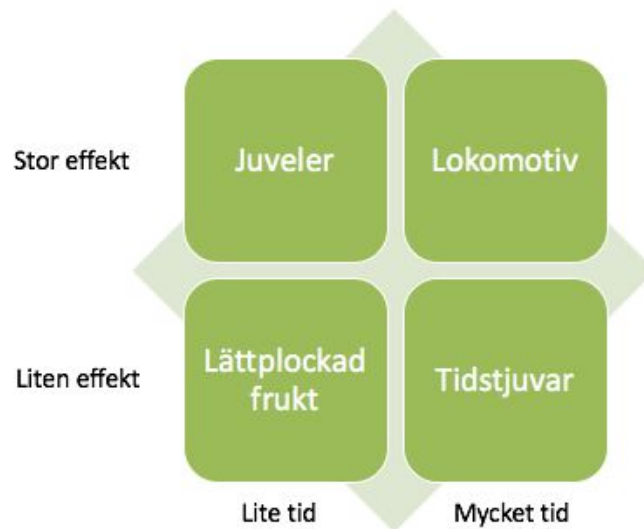 Stor effekt
Juveler
Lokomotiv
Liten effekt
Lättplockad
frukt
Tidstjuvar
Lite tid
Mycket tid